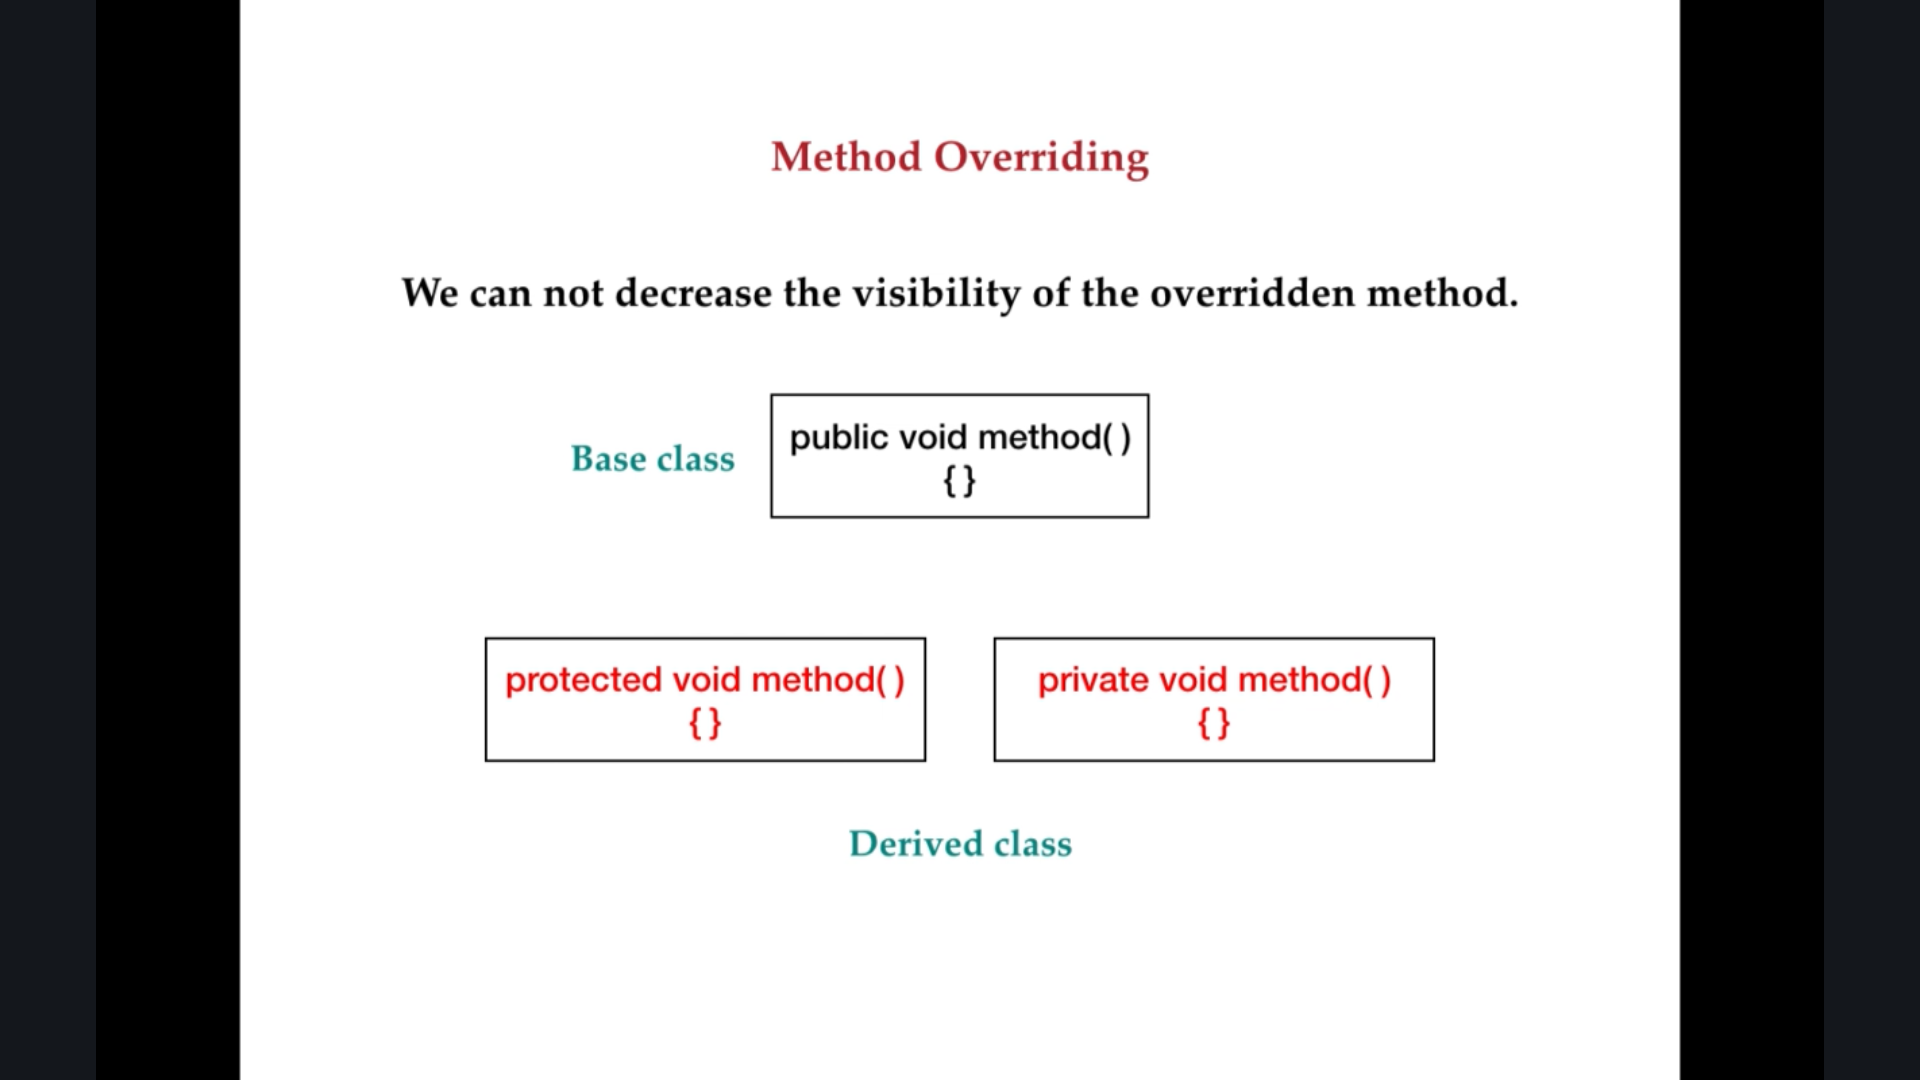 Method Overriding
We can not decrease the visibility of the overridden method.
Base class
public void method( )
{ }
protected void method( )
{ }
private void method( )
{ }
Derived class